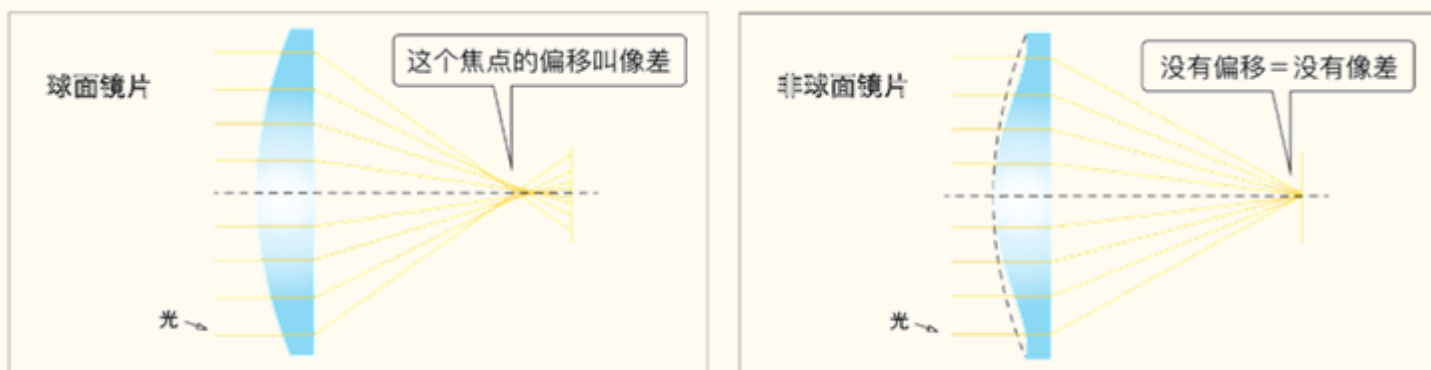 球面镜片
这个焦点的偏移叫像差
光
非球面镜片
没有偏移＝没有像差
光